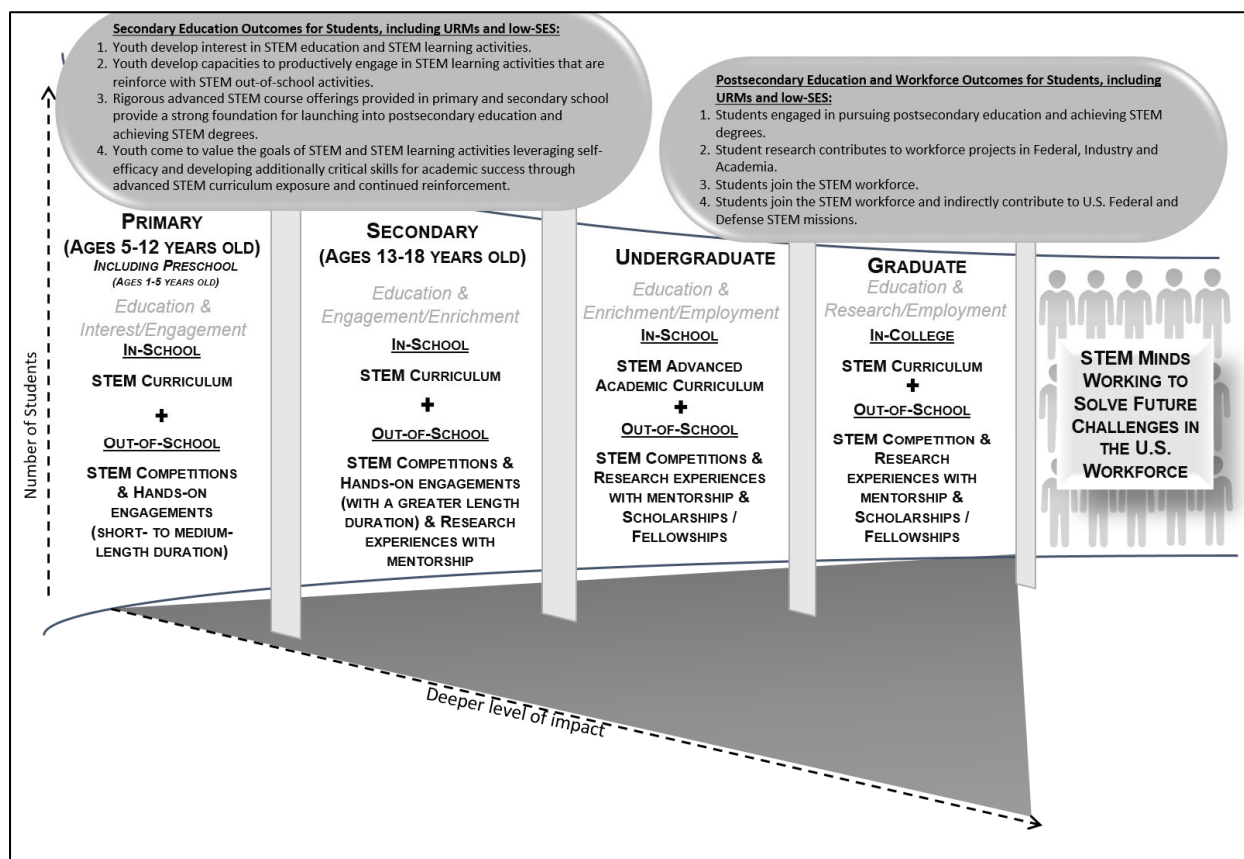 Secondary Education Outcomes for Students, including URMs and low-SES:
1. Youth develop interest in STEM education and STEM learning activities.
2. Youth develop capacities to productively engage in STEM learning activities that are
reinforce with STEM out-of-school activities.
3. Rigorous advanced STEM course offerings provided in primary and secondary school
provide a strong foundation for launching into postsecondary education and
achieving STEM degrees.
4. Youth come to value the goals of STEM and STEM learning activities leveraging self-
efficacy and developing additionally critical skills for academic success through
advanced STEM curriculum exposure and continued reinforcement.
Postsecondary Education and Workforce Outcomes for Students, including
URMs and low-SES:
1. Students engaged in pursuing postsecondary education and achieving STEM
degrees.
2. Student research contributes to workforce projects in Federal, Industry and
Academia.
3. Students join the STEM workforce.
4. Students join the STEM workforce and indirectly contribute to U.S. Federal and
Defense STEM missions.
Number of Students
PRIMARY
(AGES 5-12 YEARS OLD)
INCLUDING PRESCHOOL
(AGES 1-5 YEARS OLD)
Education &
Interest/Engagement
IN-SCHOOL
STEM CURRICULUM
+
OUT-OF-SCHOOL
STEM COMPETITIONS
& HANDS-ON
ENGAGEMENTS
(SHORT- TO MEDIUM-
LENGTH DURATION)
SECONDARY
(AGES 13-18 YEARS OLD)
Education &
Engagement/Enrichment
IN-SCHOOL
STEM CURRICULUM
+
OUT-OF-SCHOOL
STEM COMPETITIONS &
HANDS-ON ENGAGEMENTS
(WITH A GREATER LENGTH
DURATION) & RESEARCH
EXPERIENCES WITH
MENTORSHIP
UNDERGRADUATE
Education &
Enrichment/Employment
IN-SCHOOL
STEM ADVANCED
ACADEMIC CURRICULUM
+
OUT-OF-SCHOOL
STEM COMPETITIONS &
RESEARCH EXPERIENCES
WITH MENTORSHIP &
SCHOLARSHIPS /
FELLOWSHIPS
GRADUATE
Education &
Research/Employment
IN-COLLEGE
STEM CURRICULUM
+
OUT-OF-SCHOOL
STEM COMPETITION &
RESEARCH
EXPERIENCES WITH
MENTORSHIP &
SCHOLARSHIPS /
FELLOWSHIPS
STEM MINDS
WORKING TO
SOLVE FUTURE
CHALLENGES IN
THE U.S.
WORKFORCE
Deeper level of impact